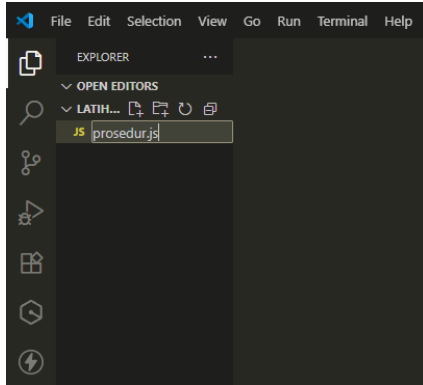 File Edit Selection View Go Run Terminal Help
EXPLORER ...
OPEN EDITORS
LATIH...
JS prosedur.js